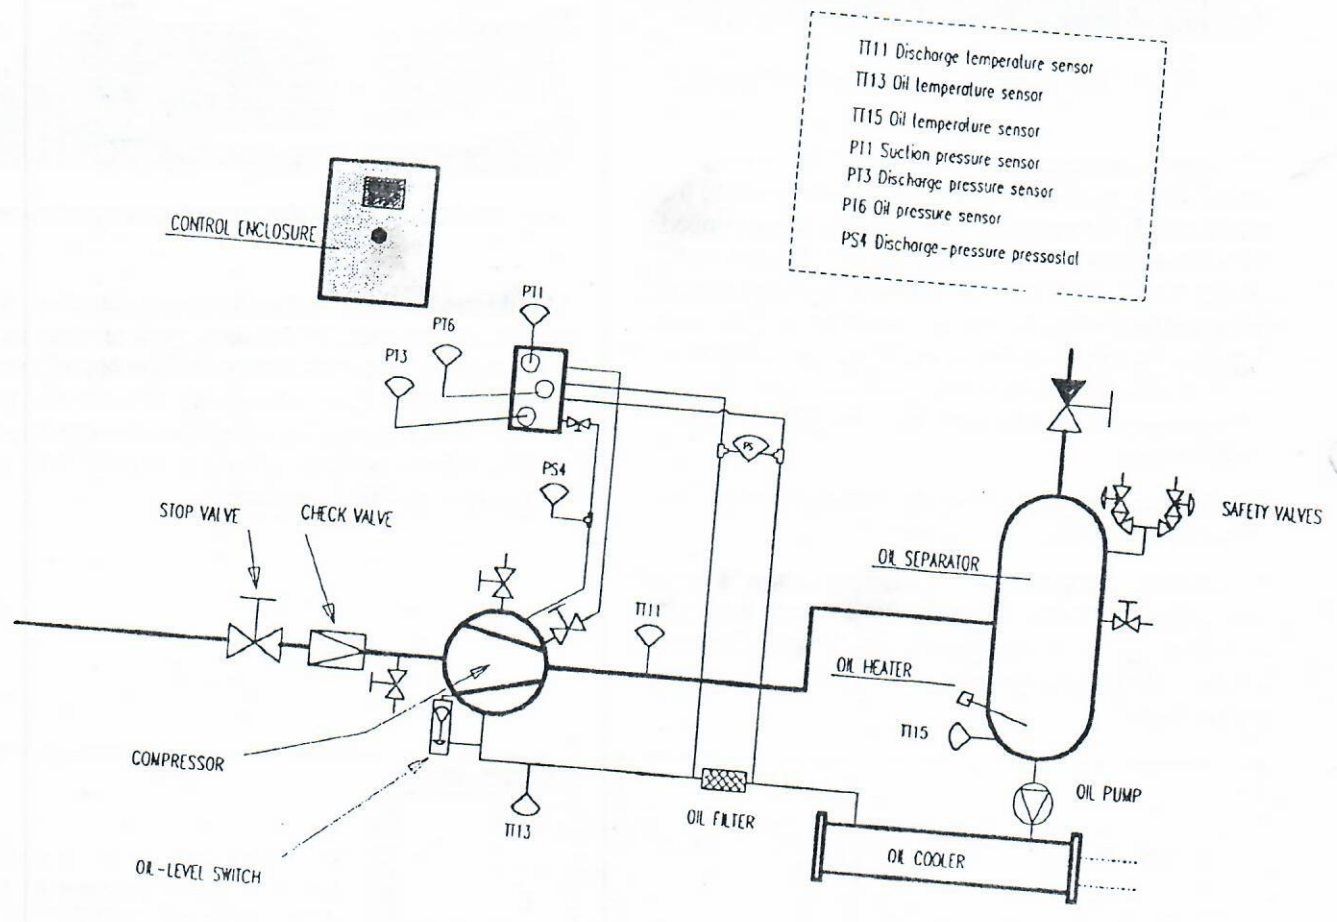 TT11 Discharge temperature sensor
TT13 Oil temperature sensor
TT15 Oil temperature sensor
PT1 Suction pressure sensor
PT3 Discharge pressure sensor
PT6 Oil pressure sensor
PS4 Discharge-pressure pressostat
CONTROL ENCLOSURE
PT1
PT6
PT3
PS
PS4
STOP VALVE
CHECK VALVE
SAFETY VALVES
OIL SEPARATOR
TT11
OIL HEATER
TT15
COMPRESSOR
OIL PUMP
OIL FILTER
TT13
OIL COOLER
OIL-LEVEL SWITCH